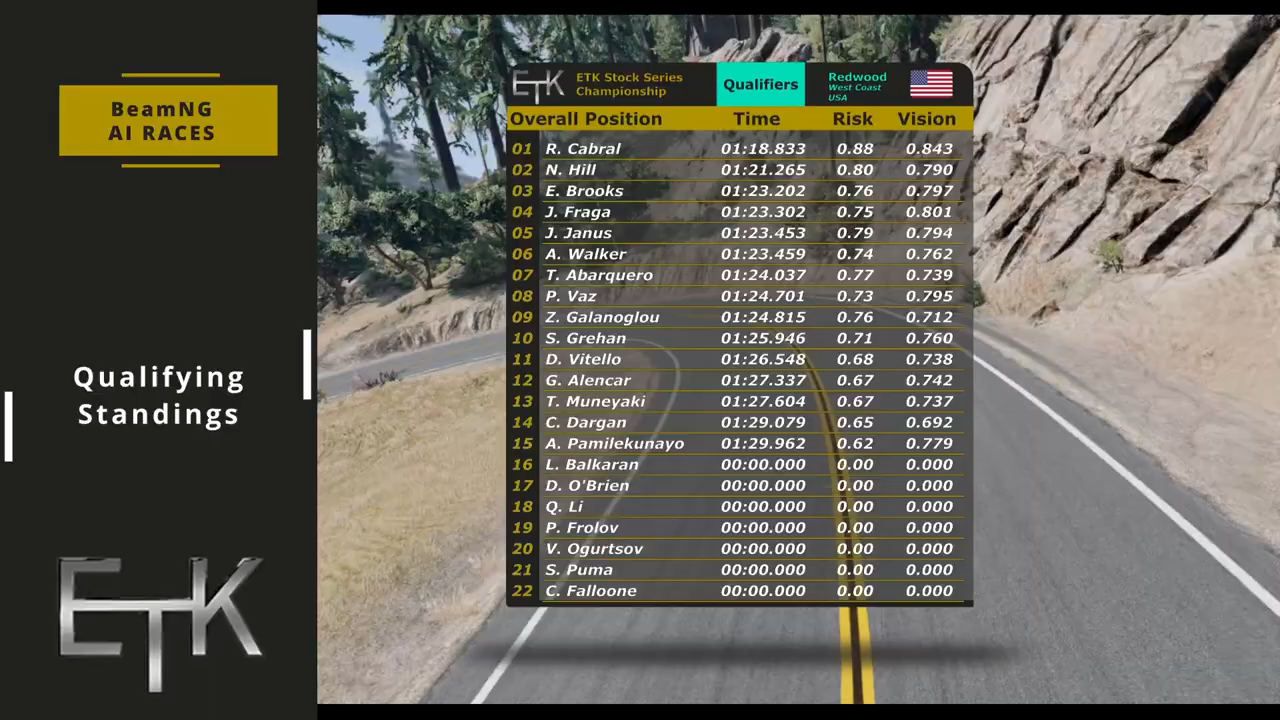 BeamNG
AI RACES
Qualifying
Standings
ETK
ETK
ETK Stock Series
Championship
Qualifiers
Redwood
West Coast
USA
Overall Position Time Risk Vision
01 R. Cabral 01:18.833 0.88 0.843
02 N. Hill 01:21.265 0.80 0.790
03 E. Brooks 01:23.202 0.76 0.797
04 J. Fraga 01:23.302 0.75 0.801
05 J. Janus 01:23.453 0.79 0.794
06 A. Walker 01:23.459 0.74 0.762
07 T. Abarquero 01:24.037 0.77 0.739
08 P. Vaz 01:24.701 0.73 0.795
09 Z. Galanoglou 01:24.815 0.76 0.712
10 S. Grehan 01:25.946 0.71 0.760
11 D. Vitello 01:26.548 0.68 0.738
12 G. Alencar 01:27.337 0.67 0.742
13 T. Muneyaki 01:27.604 0.67 0.737
14 C. Dargan 01:29.079 0.65 0.692
15 A. Pamilekunayo 01:29.962 0.62 0.779
16 L. Balkaran 00:00.000 0.00 0.000
17 D. O'Brien 00:00.000 0.00 0.000
18 Q. Li 00:00.000 0.00 0.000
19 P. Frolov 00:00.000 0.00 0.000
20 V. Ogurtsov 00:00.000 0.00 0.000
21 S. Puma 00:00.000 0.00 0.000
22 C. Falloone 00:00.000 0.00 0.000